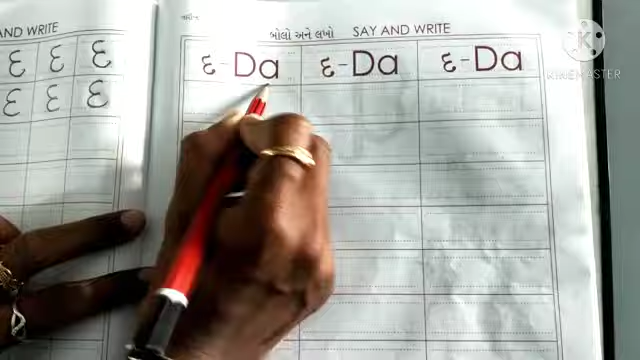 AND WRITE
તારીખ
બોલો અને લખો SAY AND WRITE
દ દ દ
દ - Da દ - Da દ - Da
દ દ દ
KINEMASTER